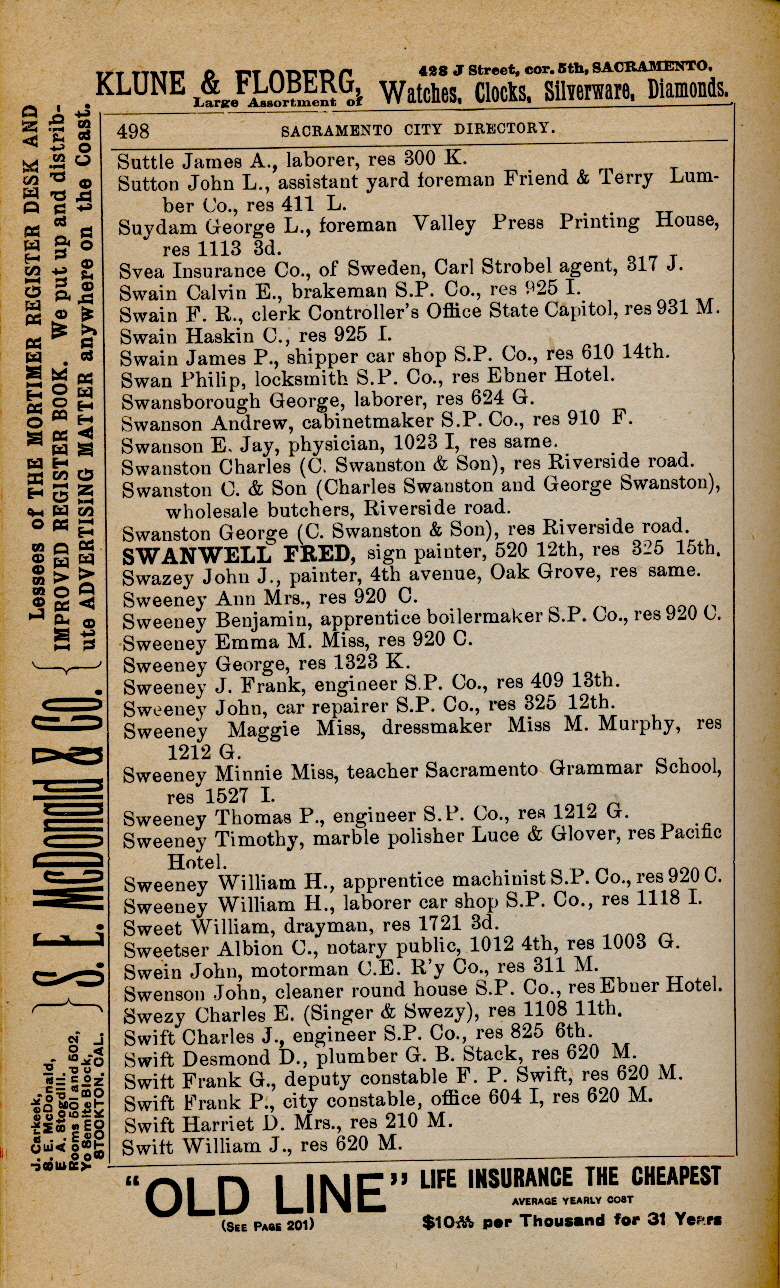 KLUNE & FLOBERG, 428 J Street, cor. 5th, SACRAMENTO.
Large Assortment of Watches, Clocks, Silverware, Diamonds.
498 SACRAMENTO CITY DIRECTORY.
Suttle James A., laborer, res 300 K.
Sutton John L., assistant yard foreman Friend & Terry Lum-
ber Co., res 411 L.
Suydam George L., foreman Valley Press Printing House,
res 1113 3d.
Svea Insurance Co., of Sweden, Carl Strobel agent, 317 J.
Swain Calvin E., brakeman S.P. Co., res 925 I.
Swain F. R., clerk Controller's Office State Capitol, res 931 M.
Swain Haskin C., res 925 I.
Swain James P., shipper car shop S.P. Co., res 610 14th.
Swan Philip, locksmith S.P. Co., res Ebner Hotel.
Swansborough George, laborer, res 624 G.
Swanson Andrew, cabinetmaker S.P. Co., res 910 F.
Swanson E. Jay, physician, 1023 I, res same.
Swanston Charles (C. Swanston & Son), res Riverside road.
Swanston C. & Son (Charles Swanston and George Swanston),
wholesale butchers, Riverside road.
Swanston George (C. Swanston & Son), res Riverside road.
SWANWELL FRED, sign painter, 520 12th, res 325 15th.
Swazey John J., painter, 4th avenue, Oak Grove, res same.
Sweeney Ann Mrs., res 920 C.
Sweeney Benjamin, apprentice boilermaker S.P. Co., res 920 C.
Sweeney Emma M. Miss, res 920 C.
Sweeney George, res 1323 K.
Sweeney J. Frank, engineer S.P. Co., res 409 13th.
Sweeney John, car repairer S.P. Co., res 325 12th.
Sweeney Maggie Miss, dressmaker Miss M. Murphy, res
1212 G.
Sweeney Minnie Miss, teacher Sacramento Grammar School,
res 1527 I.
Sweeney Thomas P., engineer S.P. Co., res 1212 G.
Sweeney Timothy, marble polisher Luce & Glover, res Pacific
Hotel.
Sweeney William H., apprentice machinist S.P. Co., res 920 C.
Sweeney William H., laborer car shop S.P. Co., res 1118 I.
Sweet William, drayman, res 1721 3d.
Sweetser Albion C., notary public, 1012 4th, res 1003 G.
Swein John, motorman C.E. R'y Co., res 311 M.
Swenson John, cleaner round house S.P. Co., res Ebner Hotel.
Swezy Charles E. (Singer & Swezy), res 1108 11th.
Swift Charles J., engineer S.P. Co., res 825 6th.
Swift Desmond D., plumber G. B. Stack, res 620 M.
Swift Frank G., deputy constable F. P. Swift, res 620 M.
Swift Frank P., city constable, office 604 I, res 620 M.
Swift Harriet D. Mrs., res 210 M.
Swift William J., res 620 M.
"OLD LINE" LIFE INSURANCE THE CHEAPEST
AVERAGE YEARLY COST
(SEE PAGE 201) per Thousand for 31 Years
J. Carkeek,
S. E. McDonald,
E A. Stogdill.
Rooms 501 and 502,
Yo Semite Block,
STOCKTON, CAL.
S. E. McDonald & Co.
Lessees of THE MORTIMER REGISTER DESK AND
IMPROVED REGISTER BOOK. We put up and distrib-
ute ADVERTISING MATTER anywhere on the Coast.